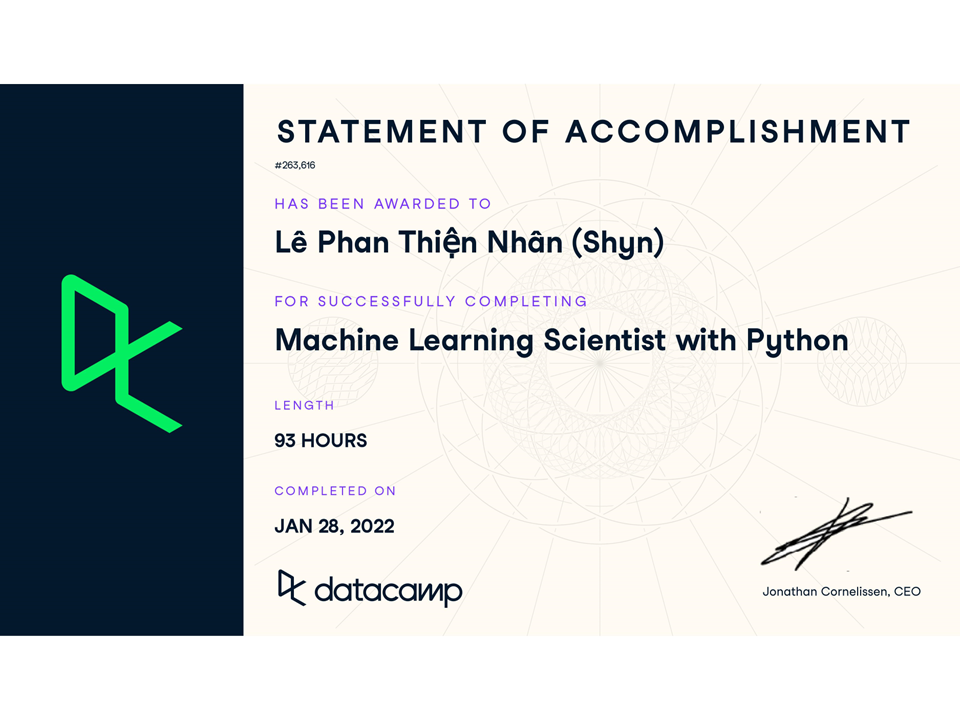 STATEMENT OF ACCOMPLISHMENT
#263,616
HAS BEEN AWARDED TO
Lê Phan Thiện Nhân (Shyn)
FOR SUCCESSFULLY COMPLETING
Machine Learning Scientist with Python
LENGTH
93 HOURS
COMPLETED ON
JAN 28, 2022
datacamp
Jonathan Cornelissen, CEO